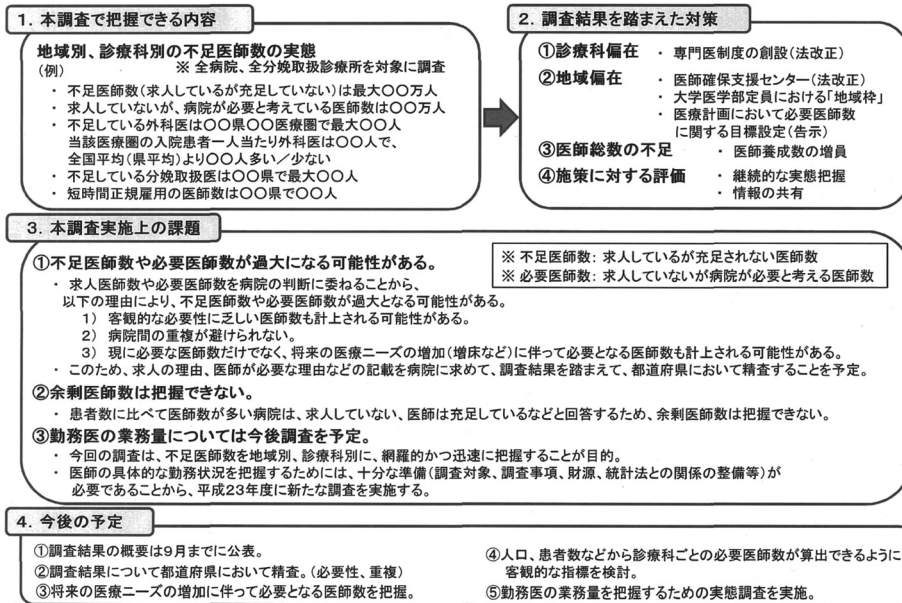 1．本調査で把握できる内容
地域別、診療科別の不足医師数の実態
（例）　※ 全病院、全分娩取扱診療所を対象に調査
・ 不足医師数（求人しているが充足していない）は最大〇〇万人
・ 求人していないが、病院が必要と考えている医師数は〇〇万人
・ 不足している外科医は〇〇県〇〇医療圏で最大〇〇人
当該医療圏の入院患者一人当たり外科医は〇〇人で、
全国平均（県平均）より〇〇人多い／少ない
・ 不足している分娩取扱医は〇〇県で最大〇〇人
・ 短時間正規雇用の医師数は〇〇県で〇〇人
2．調査結果を踏まえた対策
①診療科偏在　・ 専門医制度の創設（法改正）
②地域偏在　・ 医師確保支援センター（法改正）
・ 大学医学部定員における「地域枠」
・ 医療計画において必要医師数
に関する目標設定（告示）
③医師総数の不足　・ 医師養成数の増員
④施策に対する評価　・ 継続的な実態把握
・ 情報の共有
3．本調査実施上の課題
①不足医師数や必要医師数が過大になる可能性がある。
※ 不足医師数： 求人しているが充足されない医師数
※ 必要医師数： 求人していないが病院が必要と考える医師数
・ 求人医師数や必要医師数を病院の判断に委ねることから、
以下の理由により、不足医師数や必要医師数が過大となる可能性がある。
1） 客観的な必要性に乏しい医師数も計上される可能性がある。
2） 病院間の重複が避けられない。
3） 現に必要な医師数だけでなく、将来の医療ニーズの増加（増床など）に伴って必要となる医師数も計上される可能性がある。
・ このため、求人の理由、医師が必要な理由などの記載を病院に求めて、調査結果を踏まえて、都道府県において精査することを予定。
②余剰医師数は把握できない。
・ 患者数に比べて医師数が多い病院は、求人していない、医師は充足しているなどと回答するため、余剰医師数は把握できない。
③勤務医の業務量については今後調査を予定。
・ 今回の調査は、不足医師数を地域別、診療科別に、網羅的かつ迅速に把握することが目的。
・ 医師の具体的な勤務状況を把握するためには、十分な準備（調査対象、調査事項、財源、統計法との関係の整備等）が
必要であることから、平成23年度に新たな調査を実施する。
4．今後の予定
①調査結果の概要は9月までに公表。
②調査結果について都道府県において精査。（必要性、重複）
③将来の医療ニーズの増加に伴って必要となる医師数を把握。
④人口、患者数などから診療科ごとの必要医師数が算出できるように
客観的な指標を検討。
⑤勤務医の業務量を把握するための実態調査を実施。